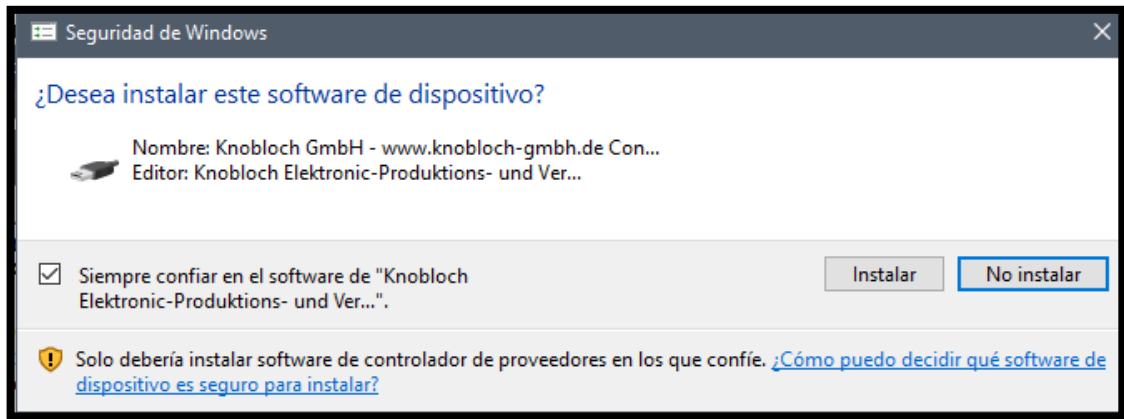 Seguridad de Windows
¿Desea instalar este software de dispositivo?
Nombre: Knobloch GmbH - www.knobloch-gmbh.de Con...
Editor: Knobloch Elektronic-Produktions- und Ver...
Siempre confiar en el software de "Knobloch
Elektronic-Produktions- und Ver...".
Instalar
No instalar
Solo debería instalar software de controlador de proveedores en los que confíe. ¿Cómo puedo decidir qué software de
dispositivo es seguro para instalar?